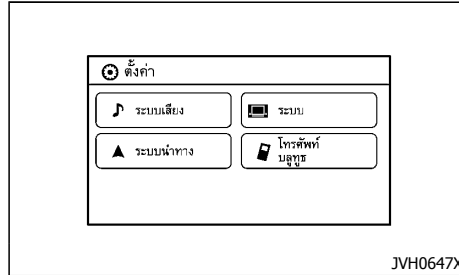 ตั้งค่า
ระบบเสียง
ระบบ
ระบบนำทาง
โทรศัพท์
บลูทูธ
JVH0647X